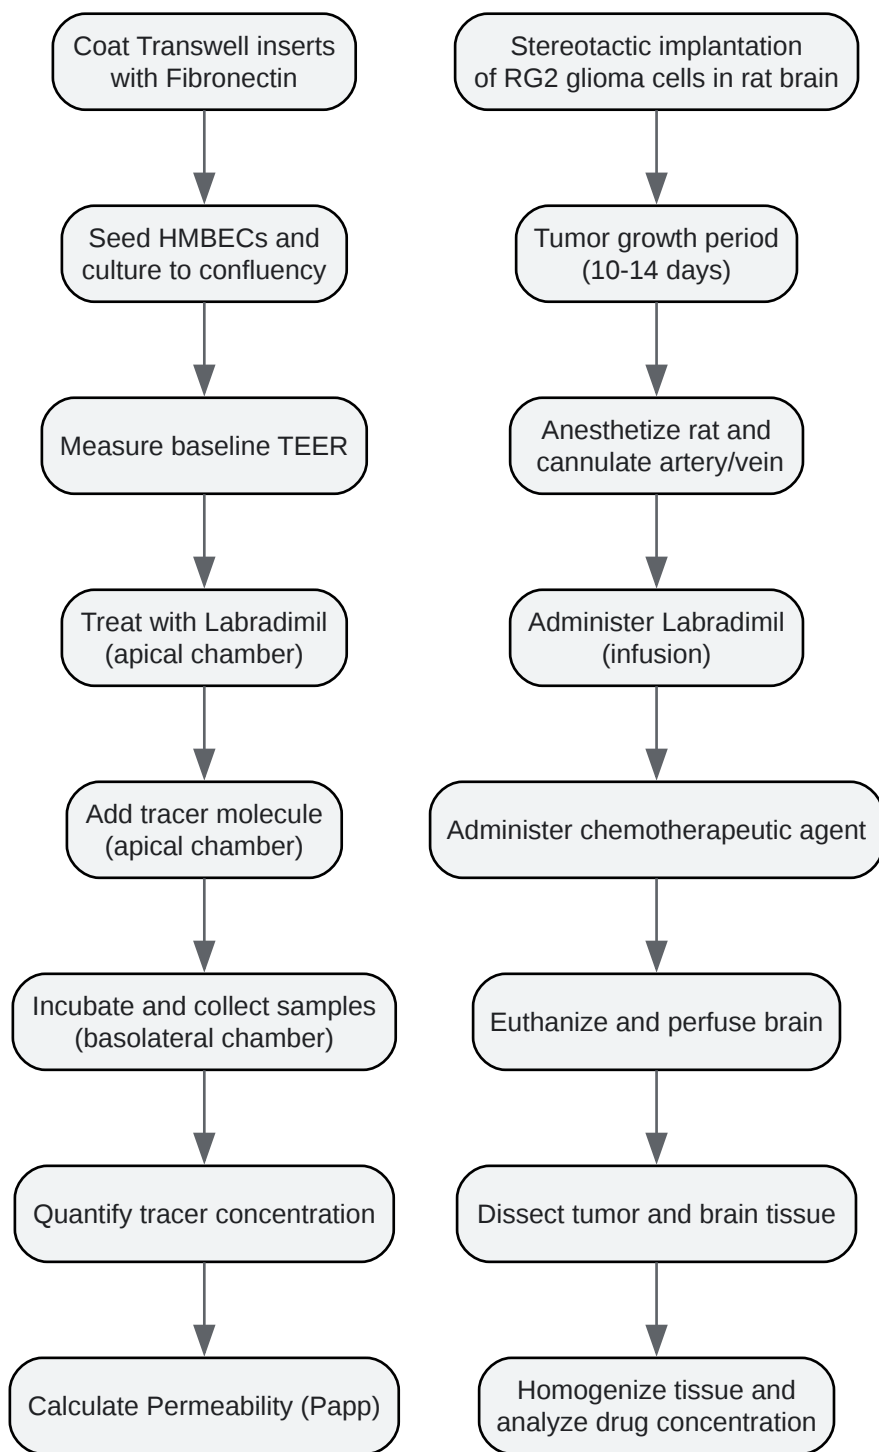 Coat Transwell inserts
with Fibronectin
Seed HMBECs and
culture to confluency
Measure baseline TEER
Treat with Labradimil
(apical chamber)
Add tracer molecule
(apical chamber)
Incubate and collect samples
(basolateral chamber)
Quantify tracer concentration
Calculate Permeability (Papp)
Stereotactic implantation
of RG2 glioma cells in rat brain
Tumor growth period
(10-14 days)
Anesthetize rat and
cannulate artery/vein
Administer Labradimil
(infusion)
Administer chemotherapeutic agent
Euthanize and perfuse brain
Dissect tumor and brain tissue
Homogenize tissue and
analyze drug concentration